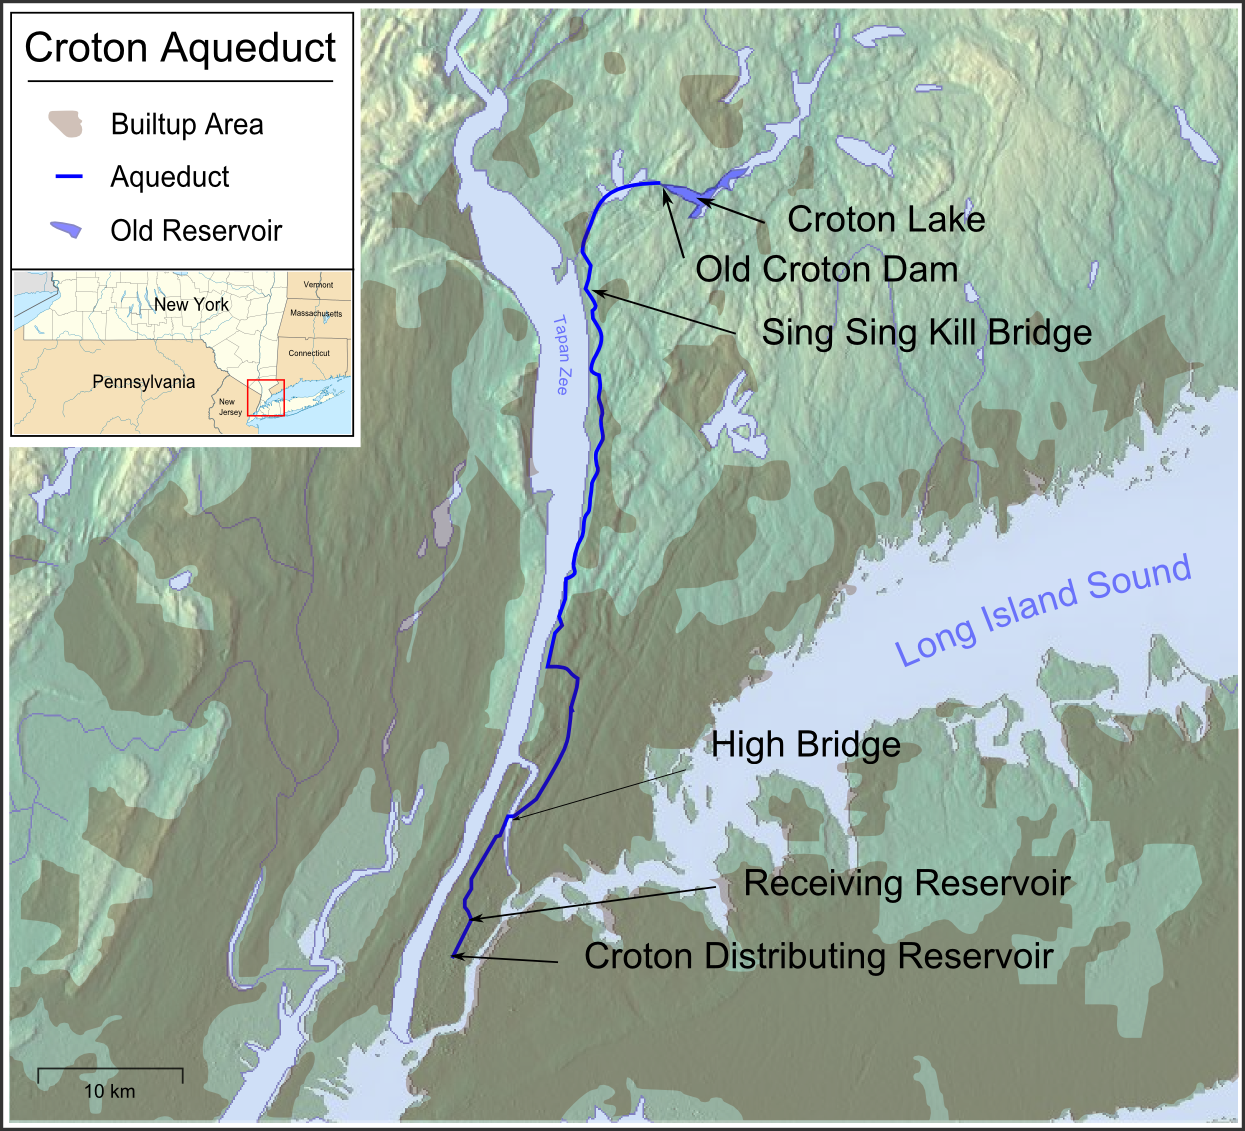 Croton Aqueduct
Builtup Area
Aqueduct
Old Reservoir
Vermont
New York
Massachusetts
Connecticut
Pennsylvania
New
Jersey
Croton Lake
Old Croton Dam
Sing Sing Kill Bridge
Tapan Zee
Long Island Sound
High Bridge
Receiving Reservoir
Croton Distributing Reservoir
10 km